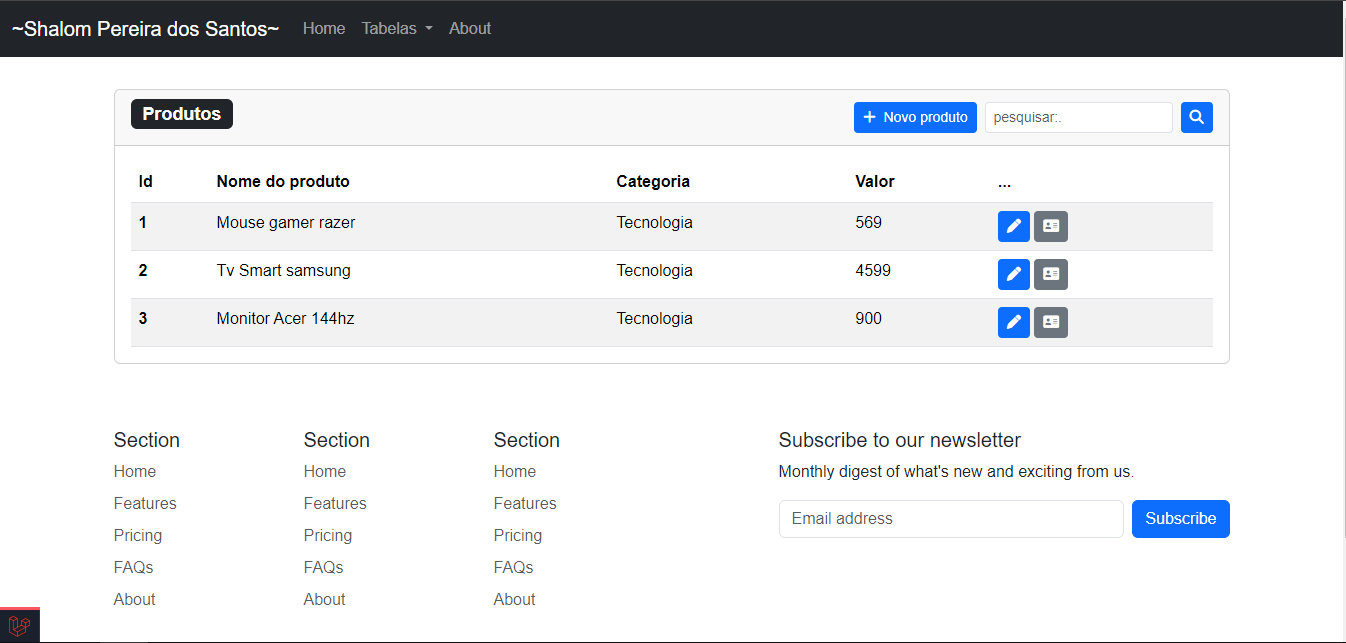 ~Shalom Pereira dos Santos~ Home Tabelas About
Produtos Novo produto pesquisar:.
Id Nome do produto Categoria Valor ...
1 Mouse gamer razer Tecnologia 569
2 Tv Smart samsung Tecnologia 4599
3 Monitor Acer 144hz Tecnologia 900
Section Section Section Subscribe to our newsletter
Home Home Home Monthly digest of what's new and exciting from us.
Features Features Features Email address Subscribe
Pricing Pricing Pricing
FAQs FAQs FAQs
About About About